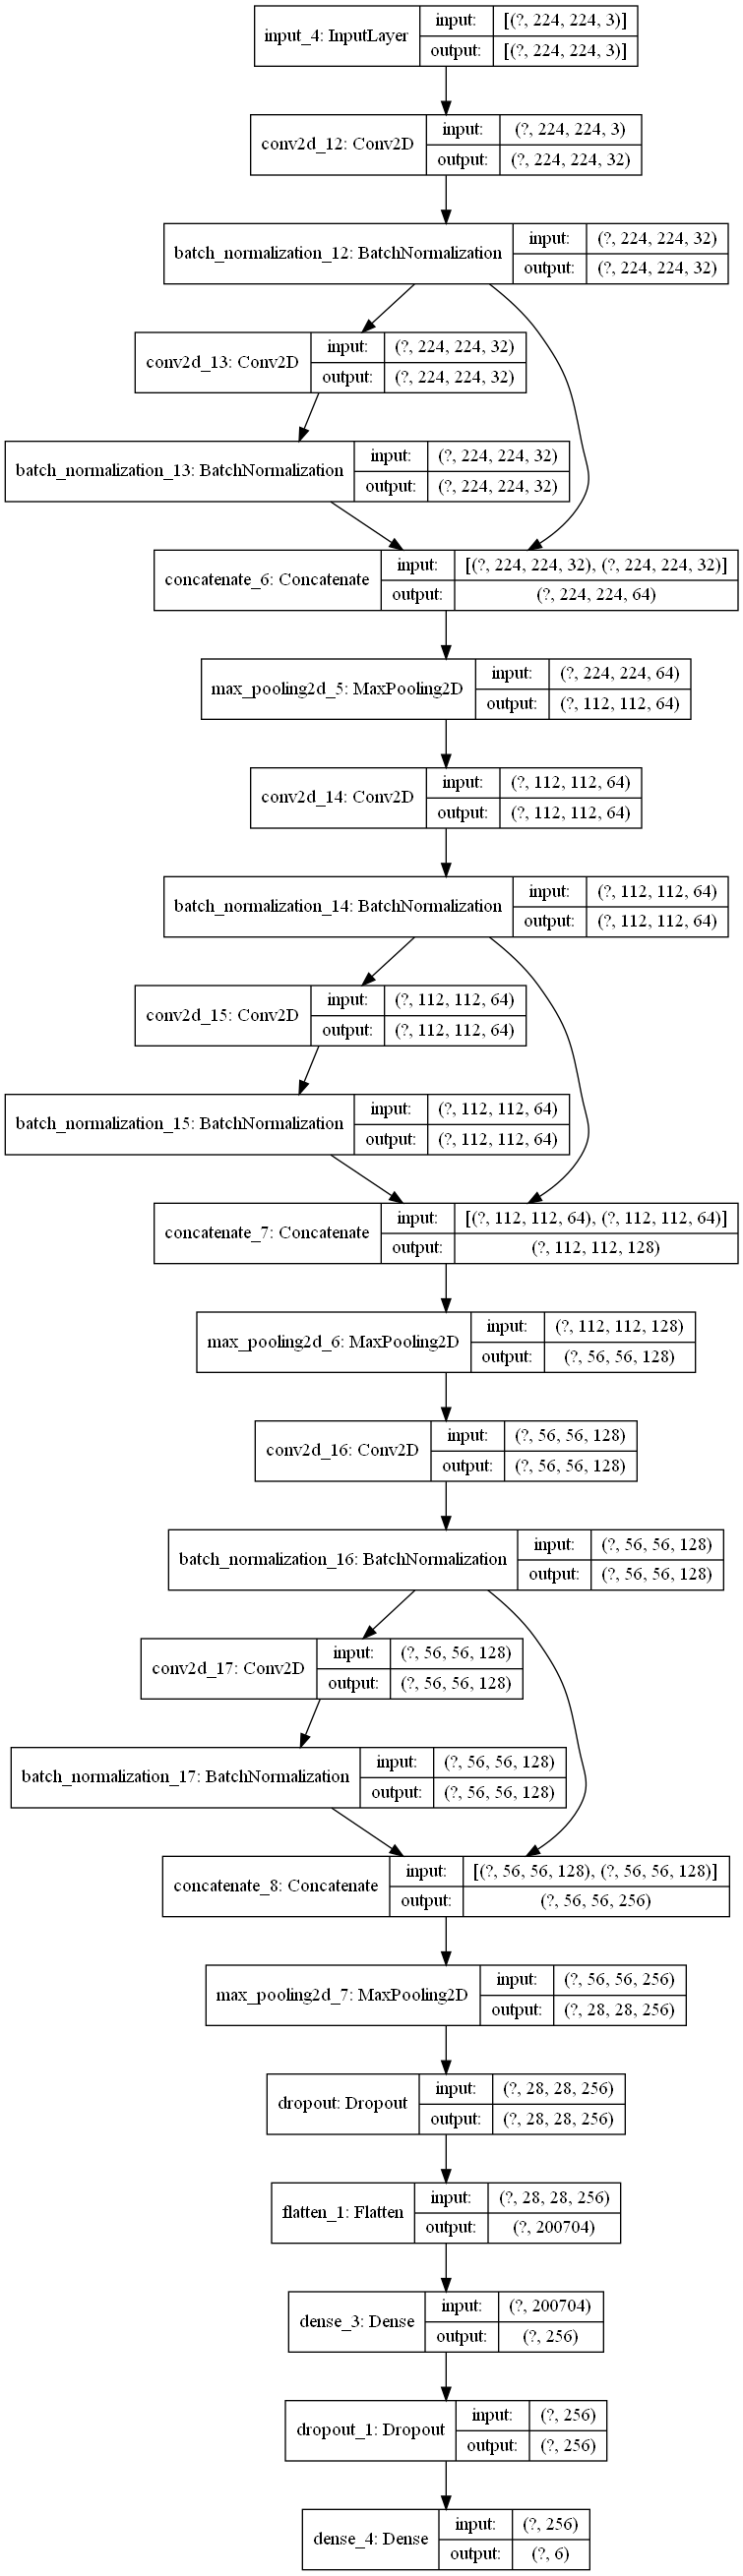 input_4: InputLayer
input: [(?, 224, 224, 3)]
output: [(?, 224, 224, 3)]
conv2d_12: Conv2D
input: (?, 224, 224, 3)
output: (?, 224, 224, 32)
batch_normalization_12: BatchNormalization
input: (?, 224, 224, 32)
output: (?, 224, 224, 32)
conv2d_13: Conv2D
input: (?, 224, 224, 32)
output: (?, 224, 224, 32)
batch_normalization_13: BatchNormalization
input: (?, 224, 224, 32)
output: (?, 224, 224, 32)
concatenate_6: Concatenate
input: [(?, 224, 224, 32), (?, 224, 224, 32)]
output: (?, 224, 224, 64)
max_pooling2d_5: MaxPooling2D
input: (?, 224, 224, 64)
output: (?, 112, 112, 64)
conv2d_14: Conv2D
input: (?, 112, 112, 64)
output: (?, 112, 112, 64)
batch_normalization_14: BatchNormalization
input: (?, 112, 112, 64)
output: (?, 112, 112, 64)
conv2d_15: Conv2D
input: (?, 112, 112, 64)
output: (?, 112, 112, 64)
batch_normalization_15: BatchNormalization
input: (?, 112, 112, 64)
output: (?, 112, 112, 64)
concatenate_7: Concatenate
input: [(?, 112, 112, 64), (?, 112, 112, 64)]
output: (?, 112, 112, 128)
max_pooling2d_6: MaxPooling2D
input: (?, 112, 112, 128)
output: (?, 56, 56, 128)
conv2d_16: Conv2D
input: (?, 56, 56, 128)
output: (?, 56, 56, 128)
batch_normalization_16: BatchNormalization
input: (?, 56, 56, 128)
output: (?, 56, 56, 128)
conv2d_17: Conv2D
input: (?, 56, 56, 128)
output: (?, 56, 56, 128)
batch_normalization_17: BatchNormalization
input: (?, 56, 56, 128)
output: (?, 56, 56, 128)
concatenate_8: Concatenate
input: [(?, 56, 56, 128), (?, 56, 56, 128)]
output: (?, 56, 56, 256)
max_pooling2d_7: MaxPooling2D
input: (?, 56, 56, 256)
output: (?, 28, 28, 256)
dropout: Dropout
input: (?, 28, 28, 256)
output: (?, 28, 28, 256)
flatten_1: Flatten
input: (?, 28, 28, 256)
output: (?, 200704)
dense_3: Dense
input: (?, 200704)
output: (?, 256)
dropout_1: Dropout
input: (?, 256)
output: (?, 256)
dense_4: Dense
input: (?, 256)
output: (?, 6)